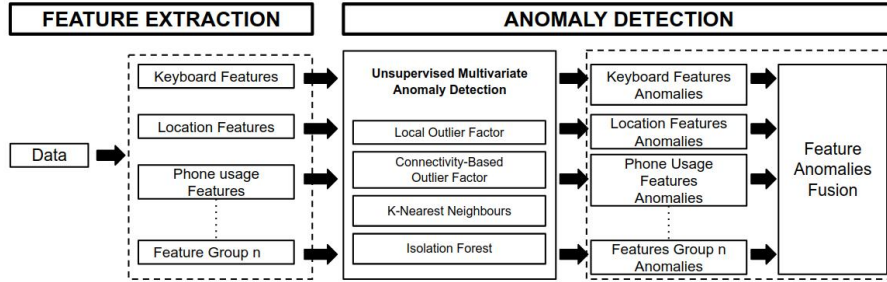 FEATURE EXTRACTION
ANOMALY DETECTION
Data
Keyboard Features
Location Features
Phone usage
Features
Feature Group n
Unsupervised Multivariate
Anomaly Detection
Local Outlier Factor
Connectivity-Based
Outlier Factor
K-Nearest Neighbours
Isolation Forest
Keyboard Features
Anomalies
Location Features
Anomalies
Phone Usage
Features
Anomalies
Features Group n
Anomalies
Feature
Anomalies
Fusion